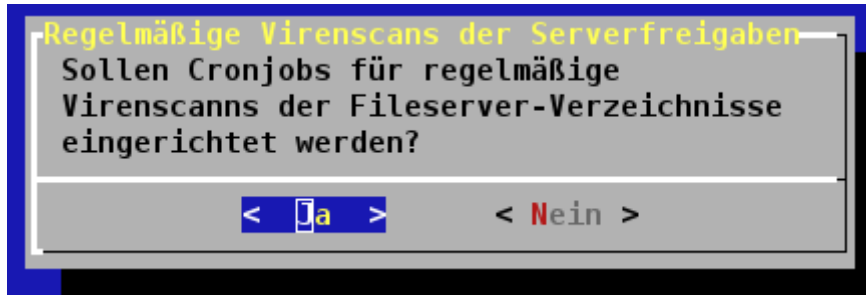 Regelmäßige Virenscans der Serverfreigaben
Sollen Cronjobs für regelmäßige
Virenscanns der Fileserver-Verzeichnisse
eingerichtet werden?
< Ja > < Nein >